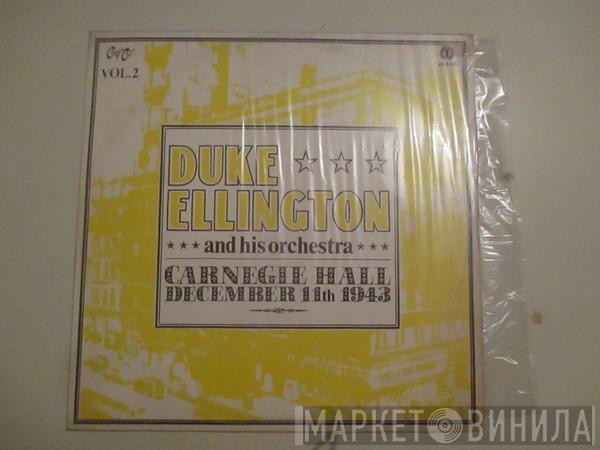 VOL.2
DUKE
ELLINGTON
and his orchestra
CARNEGIE HALL
DECEMBER 11th 1943
МАРКЕТ ВИНИЛА